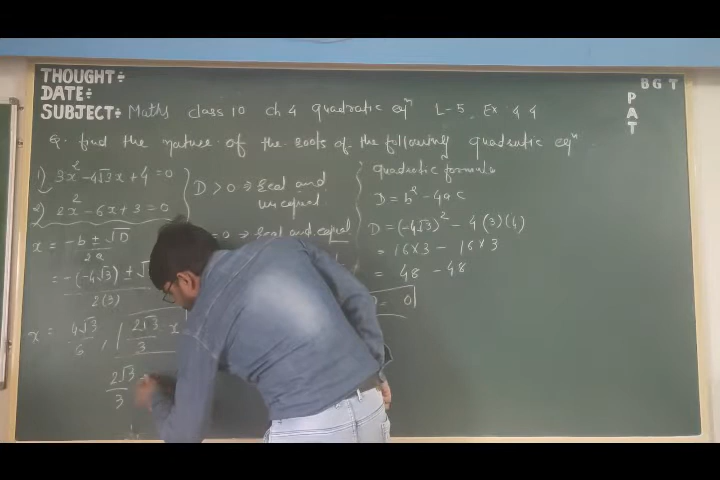 THOUGHT:-
DATE:-
SUBJECT:- Maths class 10 ch 4 quadratic eqⁿ L-5, Ex 4.4
BGT
PAT
Q. find the nature of the roots of the following quadratic eqⁿ
1) 3x² - 4√3x + 4 = 0
2) 2x² - 6x + 3 = 0
x = -b ± √D / 2a
= -(-4√3) ± √ / 2(3)
x = 4√3/6 , 2√3/3 x
2√3/3
D > 0 ⇒ Real and
unequal
= 0 ⇒ Real and equal
quadratic formula
D = b² - 4ac
D = (-4√3)² - 4(3)(4)
= 16×3 - 16×3
= 48 - 48
= 0